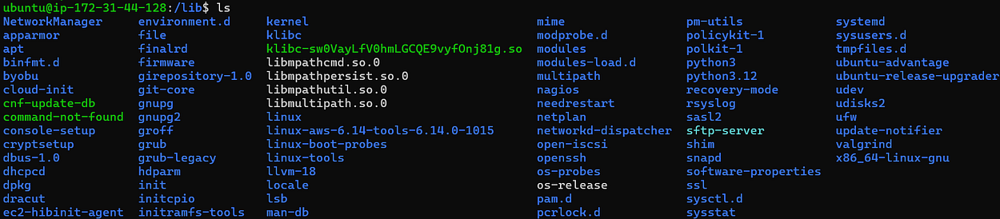 ubuntu@ip-172-31-44-128:/lib$ ls
NetworkManager environment.d kernel mime pm-utils systemd
apparmor file klibc modprobe.d policykit-1 sysusers.d
apt finalrd klibc-sw0VayLfV0hmLGCQE9vyfOnj81g.so modules polkit-1 tmpfiles.d
binfmt.d firmware libmpathcmd.so.0 modules-load.d python3 ubuntu-advantage
byobu girepository-1.0 libmpathpersist.so.0 multipath python3.12 ubuntu-release-upgrader
cloud-init git-core libmpathutil.so.0 nagios recovery-mode udev
cnf-update-db gnupg libmultipath.so.0 needrestart rsyslog udisks2
command-not-found gnupg2 linux netplan sasl2 ufw
console-setup groff linux-aws-6.14-tools-6.14.0-1015 networkd-dispatcher sftp-server update-notifier
cryptsetup grub linux-boot-probes open-iscsi shim valgrind
dbus-1.0 grub-legacy linux-tools openssh snapd x86_64-linux-gnu
dhcpcd hdparm llvm-18 os-probes software-properties
dpkg init locale os-release ssl
dracut initcpio lsb pam.d sysctl.d
ec2-hibinit-agent initramfs-tools man-db pcrlock.d sysstat